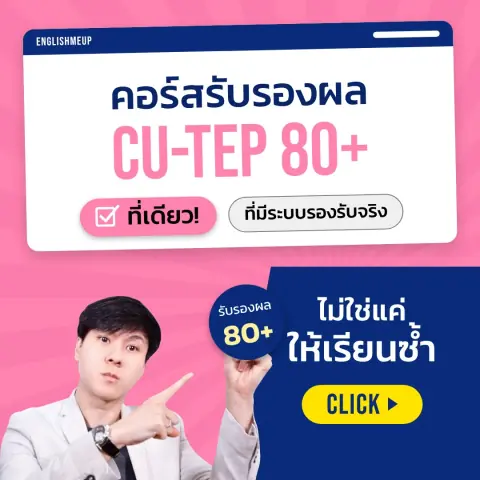 ENGLISHMEUP
คอร์สรับรองผล
CU-TEP 80+
ที่เดียว!
ที่มีระบบรองรับจริง
รับรองผล
80+
ไม่ใช่แค่
ให้เรียนซ้ำ
CLICK